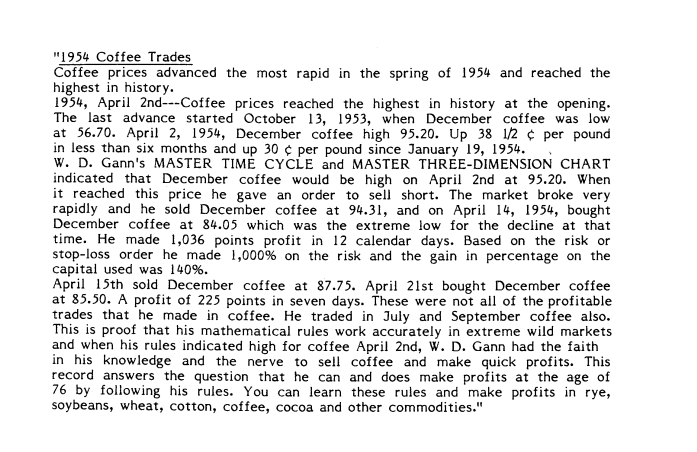 "1954 Coffee Trades
Coffee prices advanced the most rapid in the spring of 1954 and reached the
highest in history.
1954, April 2nd---Coffee prices reached the highest in history at the opening.
The last advance started October 13, 1953, when December coffee was low
at 56.70. April 2, 1954, December coffee high 95.20. Up 38 1/2 ¢ per pound
in less than six months and up 30 ¢ per pound since January 19, 1954.
W. D. Gann's MASTER TIME CYCLE and MASTER THREE-DIMENSION CHART
indicated that December coffee would be high on April 2nd at 95.20. When
it reached this price he gave an order to sell short. The market broke very
rapidly and he sold December coffee at 94.31, and on April 14, 1954, bought
December coffee at 84.05 which was the extreme low for the decline at that
time. He made 1,036 points profit in 12 calendar days. Based on the risk or
stop-loss order he made 1,000% on the risk and the gain in percentage on the
capital used was 140%.
April 15th sold December coffee at 87.75. April 21st bought December coffee
at 85.50. A profit of 225 points in seven days. These were not all of the profitable
trades that he made in coffee. He traded in July and September coffee also.
This is proof that his mathematical rules work accurately in extreme wild markets
and when his rules indicated high for coffee April 2nd, W. D. Gann had the faith
in his knowledge and the nerve to sell coffee and make quick profits. This
record answers the question that he can and does make profits at the age of
76 by following his rules. You can learn these rules and make profits in rye,
soybeans, wheat, cotton, coffee, cocoa and other commodities."